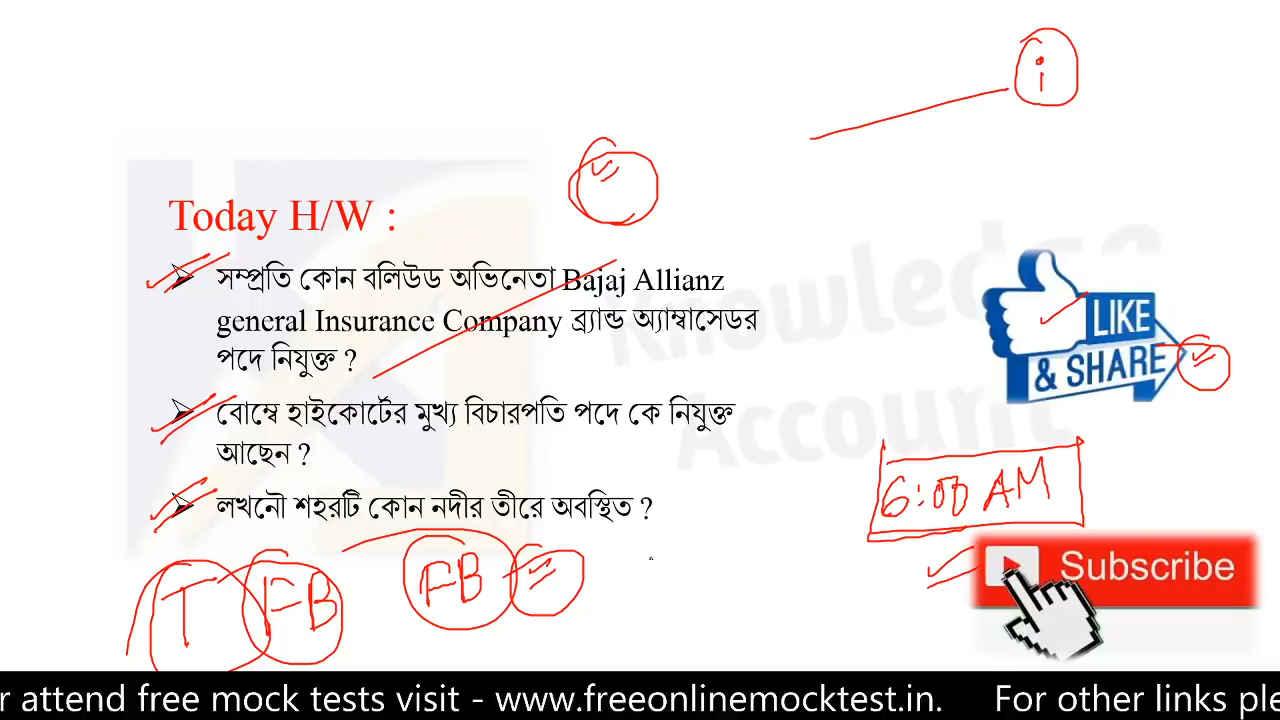 i
Today H/W :
সম্প্রতি কোন বলিউড অভিনেতা Bajaj Allianz
general Insurance Company ব্র্যান্ড অ্যাম্বাসেডর
পদে নিযুক্ত ?
বোম্বে হাইকোর্টের মুখ্য বিচারপতি পদে কে নিযুক্ত
আছেন ?
লখনৌ শহরটি কোন নদীর তীরে অবস্থিত ?
Knowledge
Account
LIKE
& SHARE
6:00 AM
Subscribe
T FB FB
r attend free mock tests visit - www.freeonlinemocktest.in. For other links ple